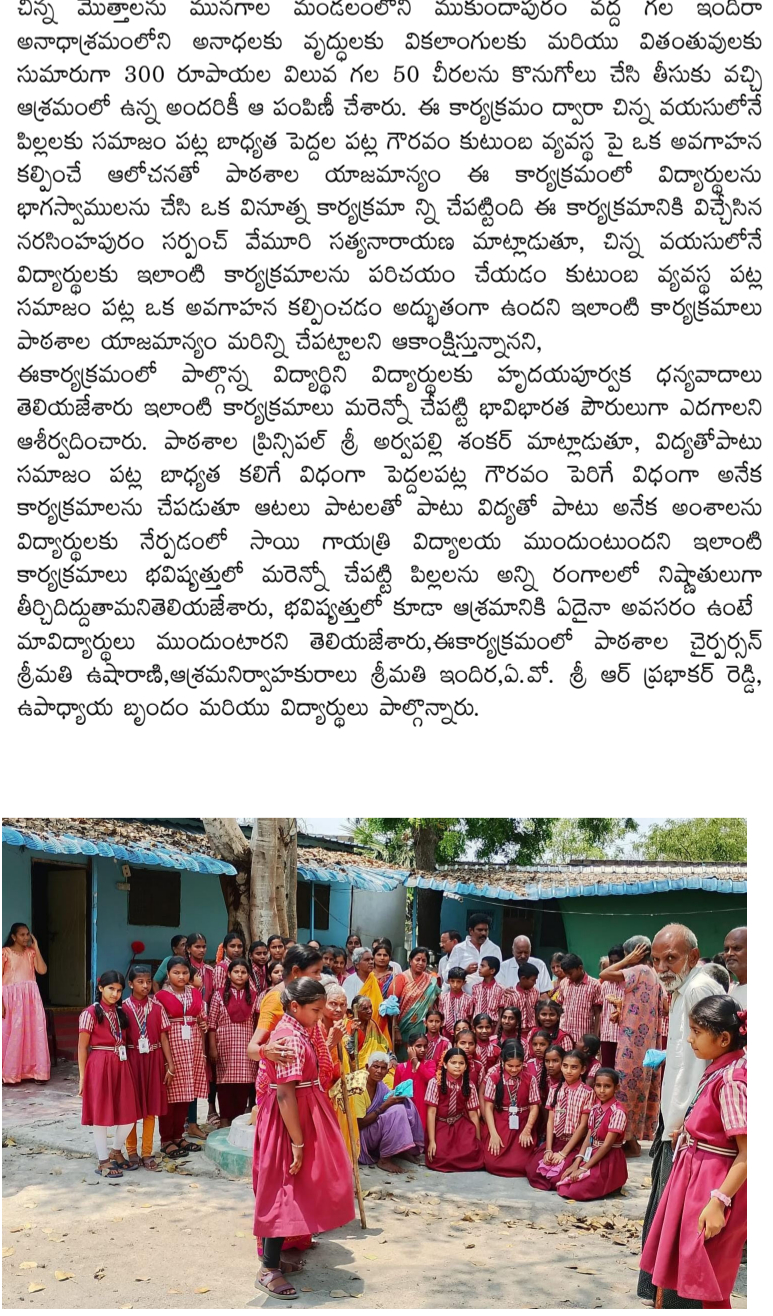 చిన్న మొత్తాలను మునగాల మండలంలోని ముకుందాపురం వద్ద గల ఇందిరా
అనాధాశ్రమంలోని అనాధలకు వృద్ధులకు వికలాంగులకు మరియు వితంతువులకు
సుమారుగా 300 రూపాయల విలువ గల 50 చీరలను కొనుగోలు చేసి తీసుకు వచ్చి
ఆశ్రమంలో ఉన్న అందరికీ ఆ పంపిణీ చేశారు. ఈ కార్యక్రమం ద్వారా చిన్న వయసులోనే
పిల్లలకు సమాజం పట్ల బాధ్యత పెద్దల పట్ల గౌరవం కుటుంబ వ్యవస్థ పై ఒక అవగాహన
కల్పించే ఆలోచనతో పాఠశాల యాజమాన్యం ఈ కార్యక్రమంలో విద్యార్థులను
భాగస్వాములను చేసి ఒక వినూత్న కార్యక్రమా న్ని చేపట్టింది ఈ కార్యక్రమానికి విచ్చేసిన
నరసింహపురం సర్పంచ్ వేమూరి సత్యనారాయణ మాట్లాడుతూ, చిన్న వయసులోనే
విద్యార్థులకు ఇలాంటి కార్యక్రమాలను పరిచయం చేయడం కుటుంబ వ్యవస్థ పట్ల
సమాజం పట్ల ఒక అవగాహన కల్పించడం అద్భుతంగా ఉందని ఇలాంటి కార్యక్రమాలు
పాఠశాల యాజమాన్యం మరిన్ని చేపట్టాలని ఆకాంక్షిస్తున్నానని,
ఈకార్యక్రమంలో పాల్గొన్న విద్యార్థిని విద్యార్థులకు హృదయపూర్వక ధన్యవాదాలు
తెలియజేశారు ఇలాంటి కార్యక్రమాలు మరెన్నో చేపట్టి భావిభారత పౌరులుగా ఎదగాలని
ఆశీర్వదించారు. పాఠశాల ప్రిన్సిపల్ శ్రీ అర్వపల్లి శంకర్ మాట్లాడుతూ, విద్యతోపాటు
సమాజం పట్ల బాధ్యత కలిగే విధంగా పెద్దలపట్ల గౌరవం పెరిగే విధంగా అనేక
కార్యక్రమాలను చేపడుతూ ఆటలు పాటలతో పాటు విద్యతో పాటు అనేక అంశాలను
విద్యార్థులకు నేర్పడంలో సాయి గాయత్రి విద్యాలయ ముందుంటుందని ఇలాంటి
కార్యక్రమాలు భవిష్యత్తులో మరెన్నో చేపట్టి పిల్లలను అన్ని రంగాలలో నిష్ణాతులుగా
తీర్చిదిద్దుతామనితెలియజేశారు, భవిష్యత్తులో కూడా ఆశ్రమానికి ఏదైనా అవసరం ఉంటే
మావిద్యార్థులు ముందుంటారని తెలియజేశారు,ఈకార్యక్రమంలో పాఠశాల చైర్పర్సన్
శ్రీమతి ఉషారాణి,ఆశ్రమనిర్వాహకురాలు శ్రీమతి ఇందిర,ఏ.వో. శ్రీ ఆర్ ప్రభాకర్ రెడ్డి,
ఉపాధ్యాయ బృందం మరియు విద్యార్థులు పాల్గొన్నారు.